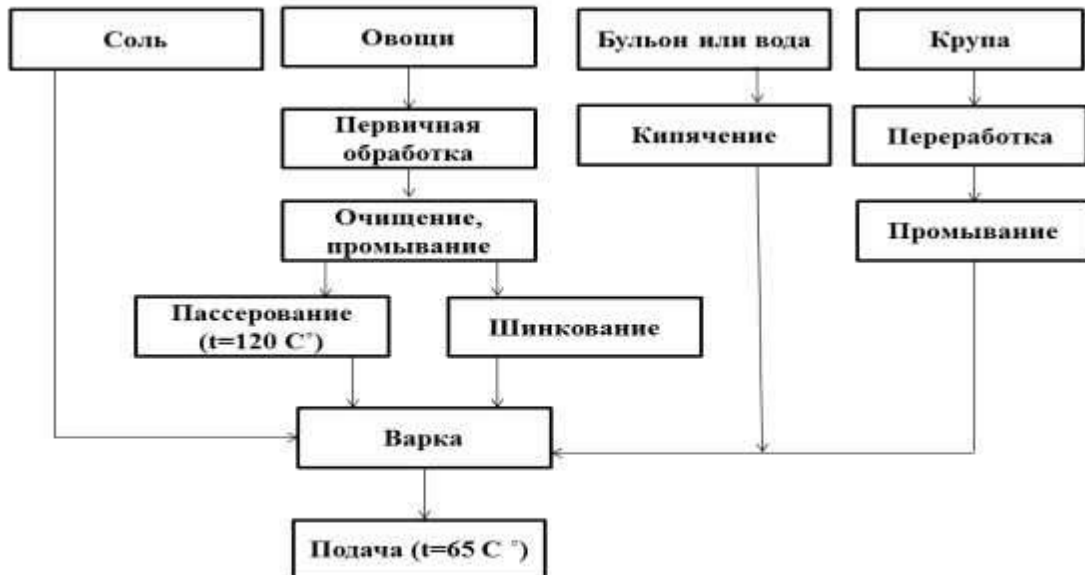 Соль
Овощи
Бульон или вода
Крупа
Первичная
обработка
Кипячение
Переработка
Очищение,
промывание
Промывание
Пассерование
(t=120 C˚)
Шинкование
Варка
Подача (t=65 C ˚)